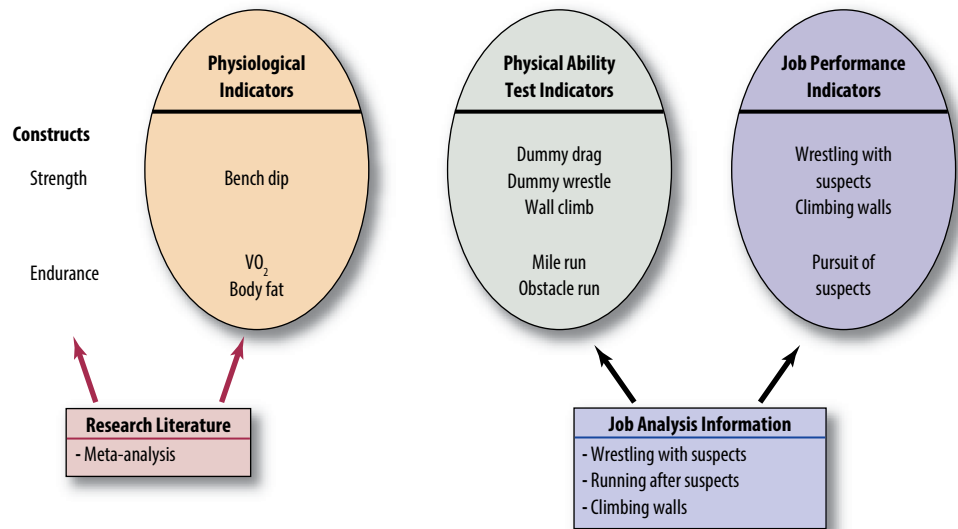 Physiological
Indicators
Physical Ability
Test Indicators
Job Performance
Indicators
Constructs
Strength
Bench dip
Dummy drag
Dummy wrestle
Wall climb
Wrestling with
suspects
Climbing walls
Endurance
VO₂
Body fat
Mile run
Obstacle run
Pursuit of
suspects
Research Literature
- Meta-analysis
Job Analysis Information
- Wrestling with suspects
- Running after suspects
- Climbing walls